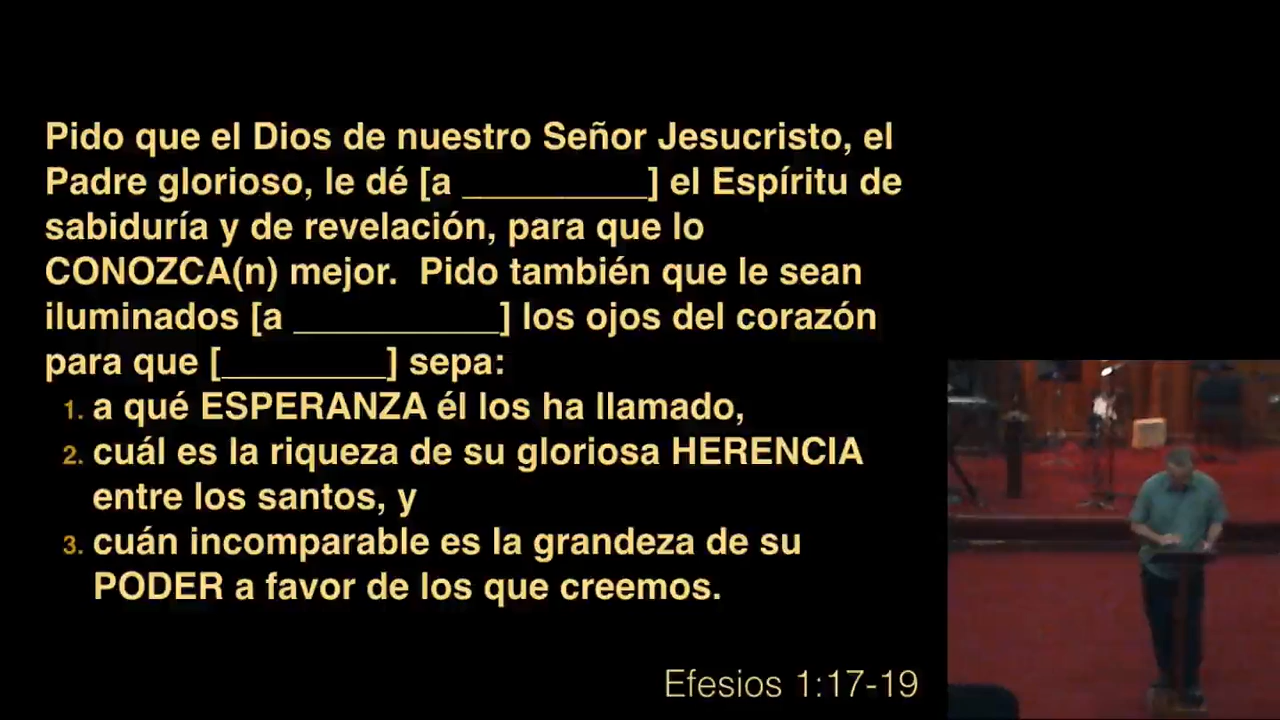 Pido que el Dios de nuestro Señor Jesucristo, el
Padre glorioso, le dé [a _________] el Espíritu de
sabiduría y de revelación, para que lo
CONOZCA(n) mejor.  Pido también que le sean
iluminados [a __________] los ojos del corazón
para que [________] sepa:
1. a qué ESPERANZA él los ha llamado,
2. cuál es la riqueza de su gloriosa HERENCIA
entre los santos, y
3. cuán incomparable es la grandeza de su
PODER a favor de los que creemos.
Efesios 1:17-19